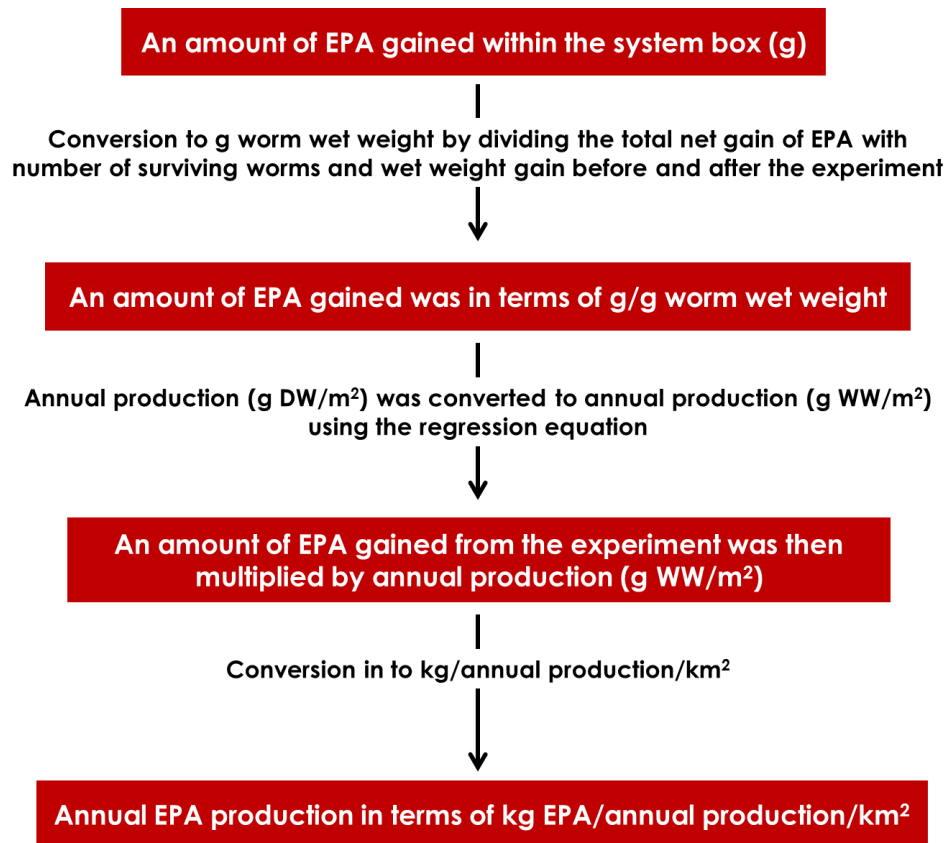 An amount of EPA gained within the system box (g)
Conversion to g worm wet weight by dividing the total net gain of EPA with
number of surviving worms and wet weight gain before and after the experiment
An amount of EPA gained was in terms of g/g worm wet weight
Annual production (g DW/m²) was converted to annual production (g WW/m²)
using the regression equation
An amount of EPA gained from the experiment was then
multiplied by annual production (g WW/m²)
Conversion in to kg/annual production/km²
Annual EPA production in terms of kg EPA/annual production/km²